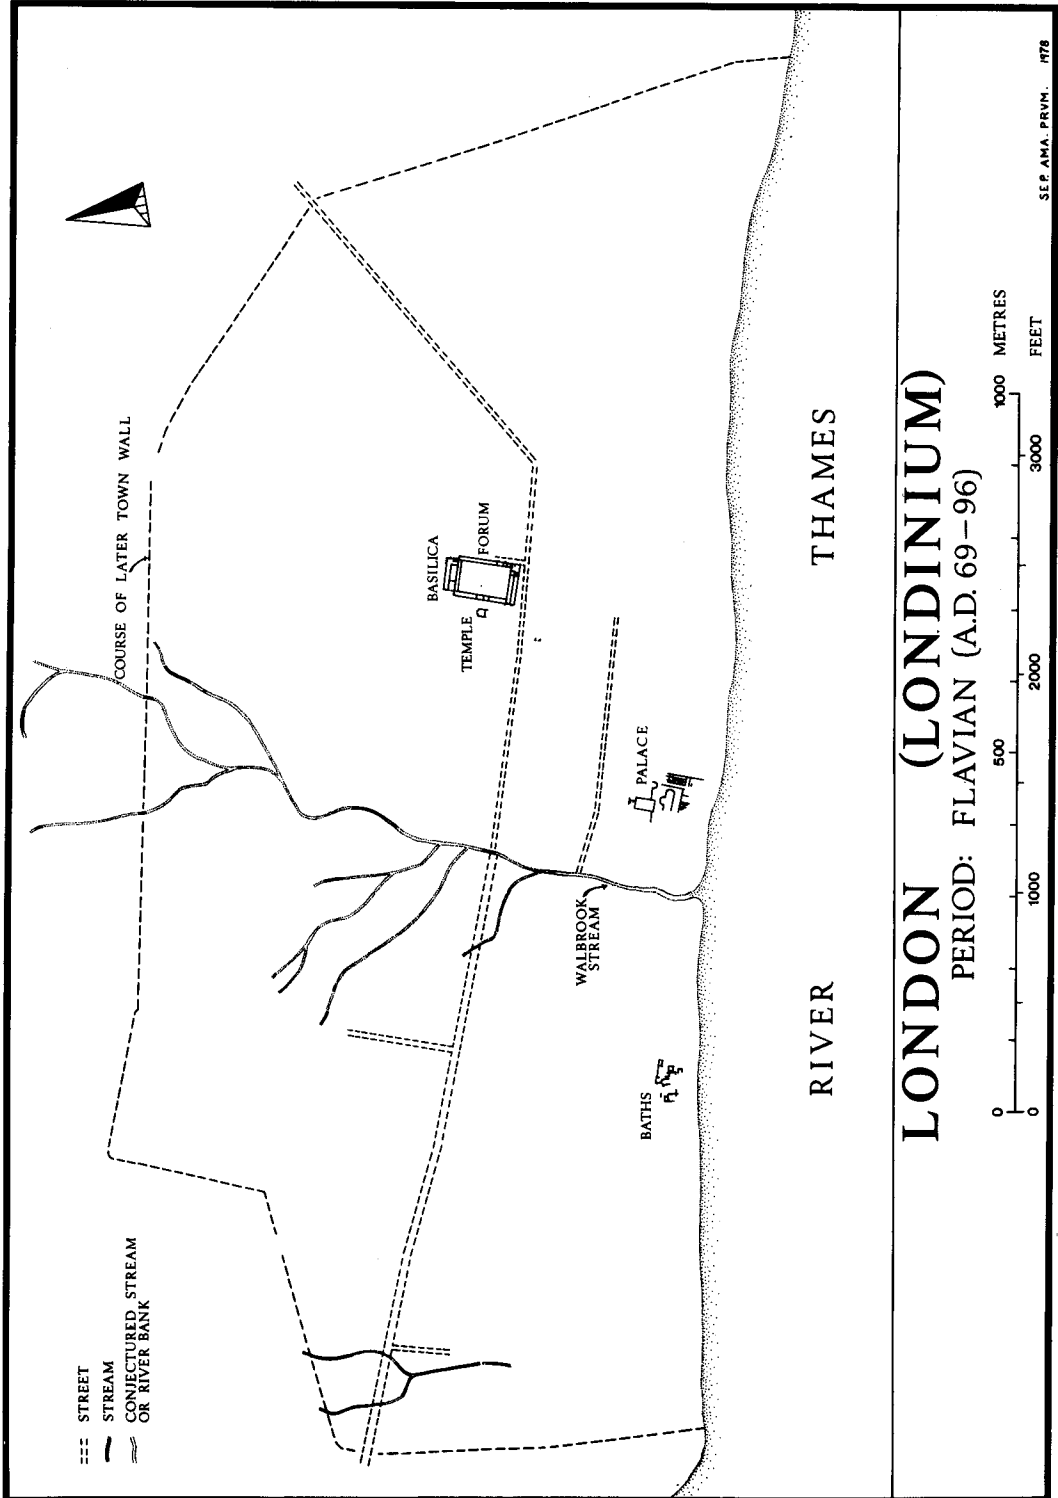 COURSE OF LATER TOWN WALL
BASILICA
FORUM
TEMPLE
PALACE
WALBROOK
STREAM
BATHS
STREET
STREAM
CONJECTURED STREAM
OR RIVER BANK
RIVER THAMES
LONDON (LONDINIUM)
PERIOD: FLAVIAN (A.D. 69–96)
0 500 1000 METRES
0 1000 2000 3000 FEET
SEP. AMA. PRVM. 1978